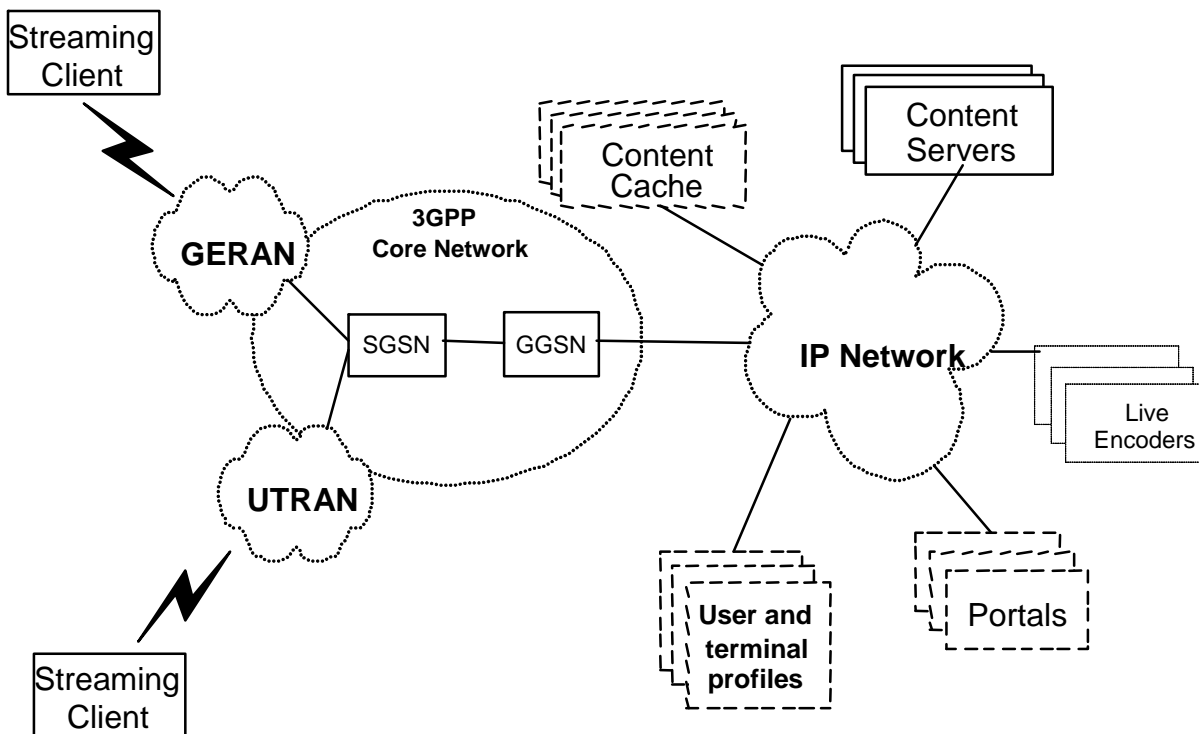 Streaming
Client
Content
Servers
Content
Cache
3GPP
Core Network
GERAN
SGSN
GGSN
IP Network
Live
Encoders
UTRAN
User and
terminal
profiles
Portals
Streaming
Client